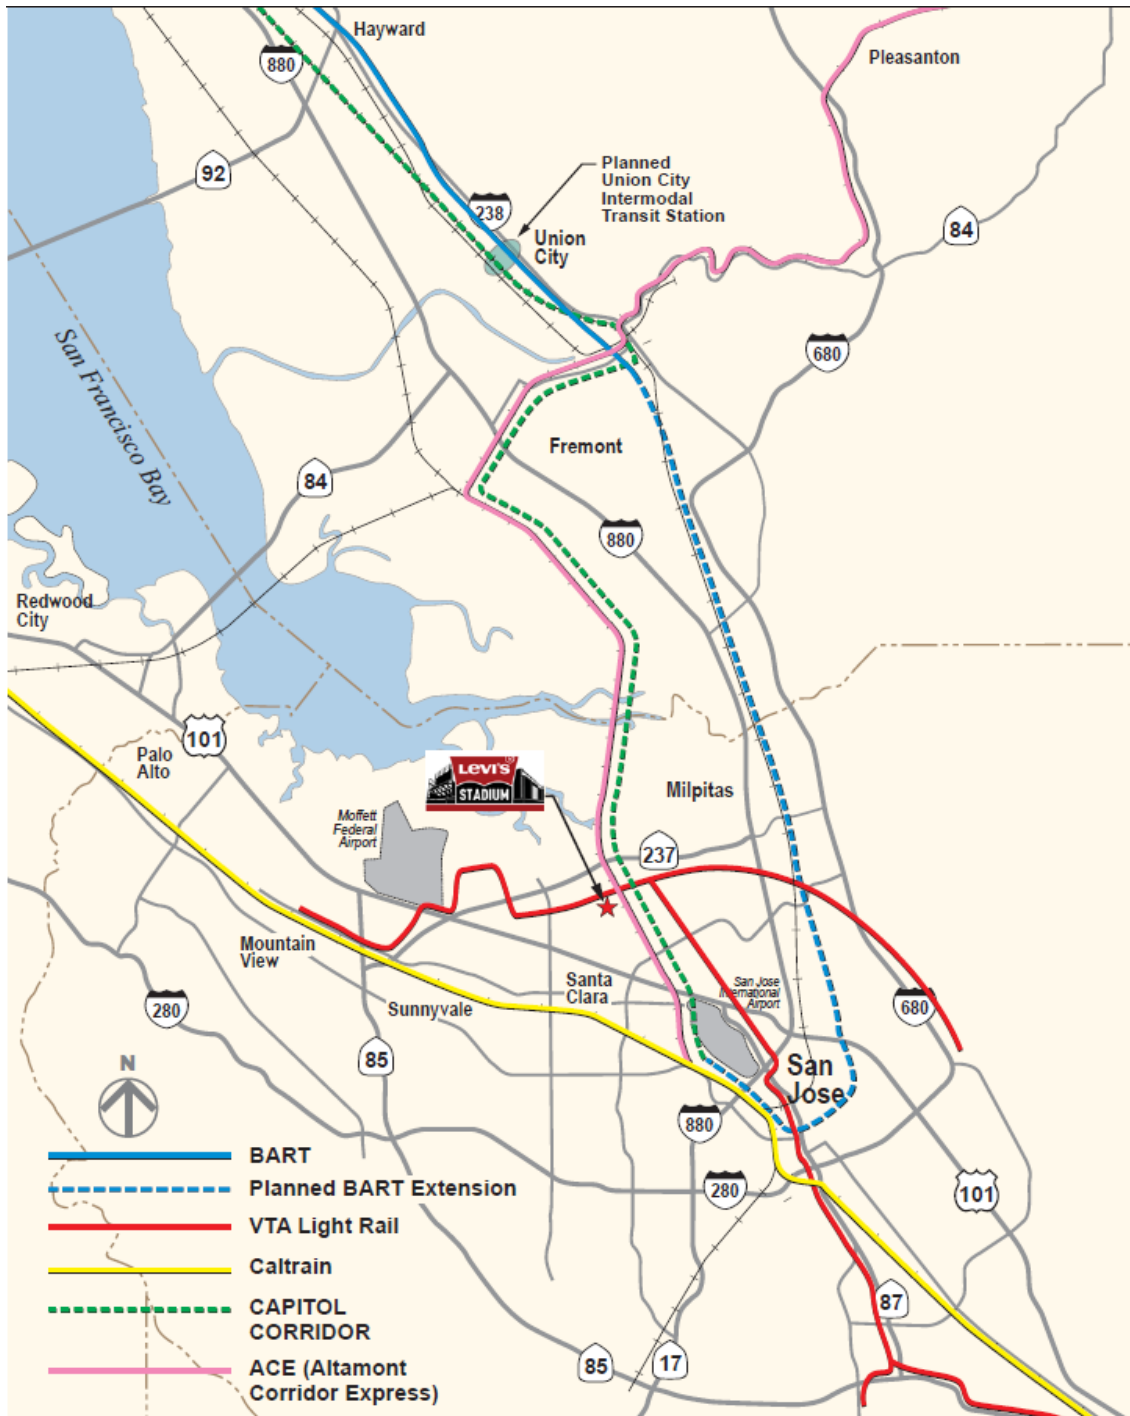 Hayward
880
Pleasanton
92
Planned
Union City
Intermodal
Transit Station
238
84
Union
City
San Francisco Bay
680
Fremont
84
880
Redwood
City
101
Palo
Alto
LEVI'S
®
STADIUM
Milpitas
Moffett
Federal
Airport
237
Mountain
View
Santa
Clara
San Jose
International
Airport
280
Sunnyvale
680
85
San
Jose
N
880
BART
Planned BART Extension
280
101
VTA Light Rail
Caltrain
CAPITOL
CORRIDOR
87
ACE (Altamont
Corridor Express)
85
17